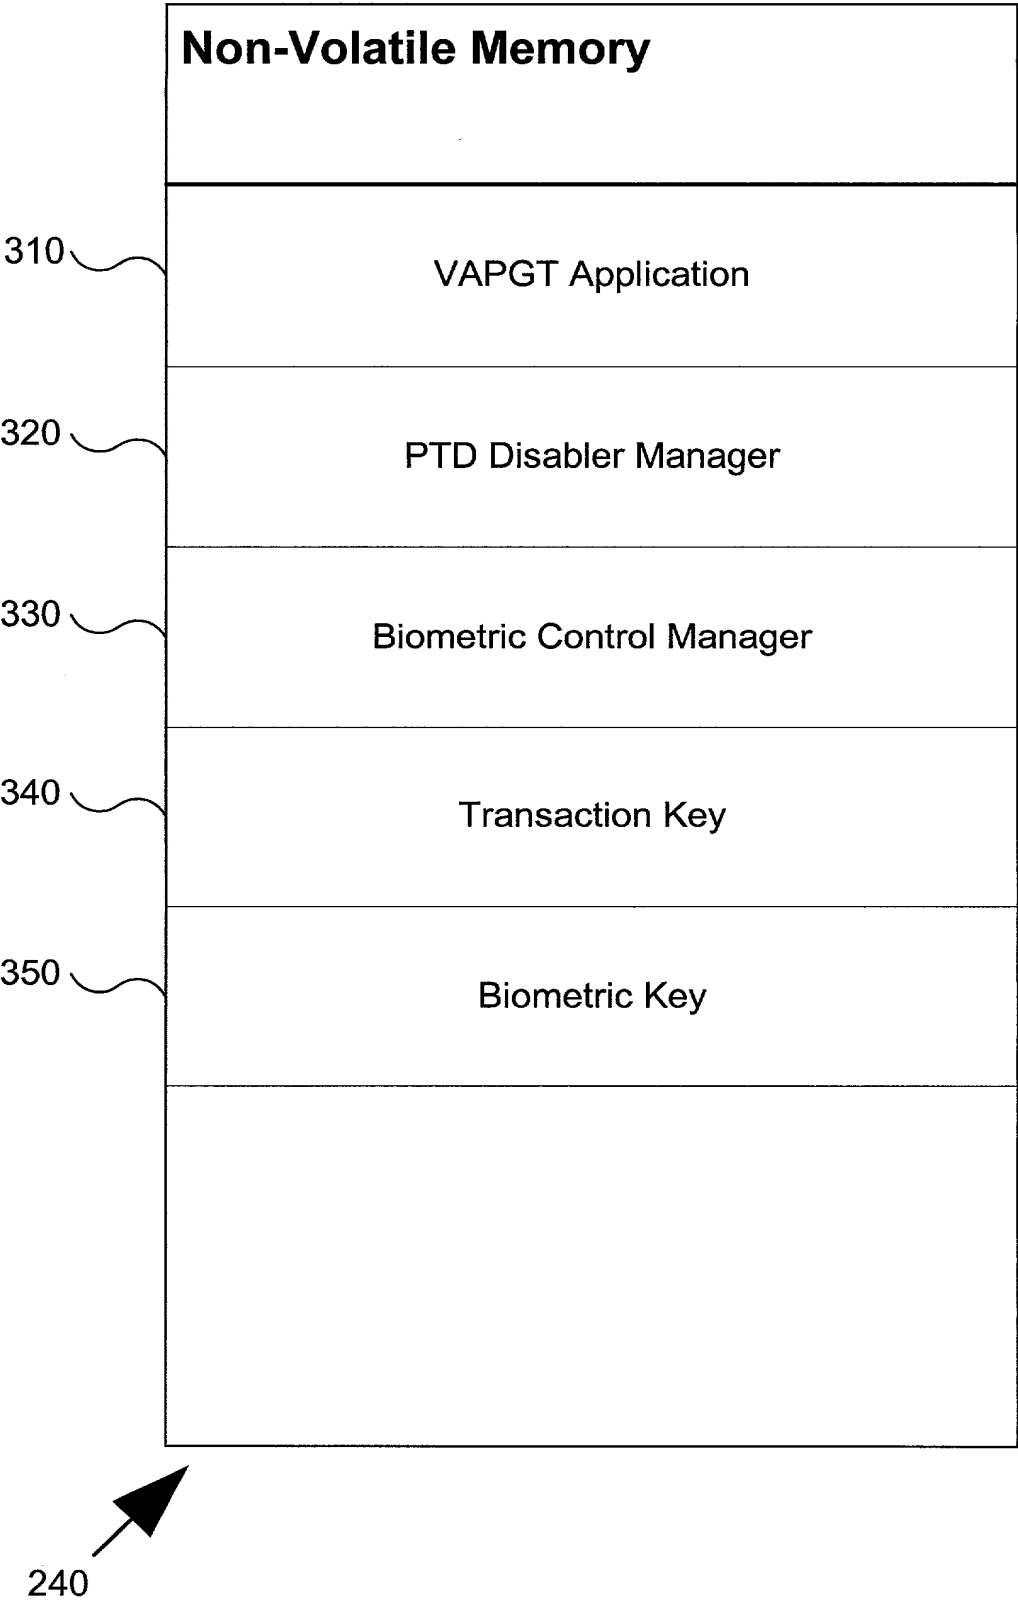 Non-Volatile Memory
310
VAPGT Application
320
PTD Disabler Manager
330
Biometric Control Manager
340
Transaction Key
350
Biometric Key
240